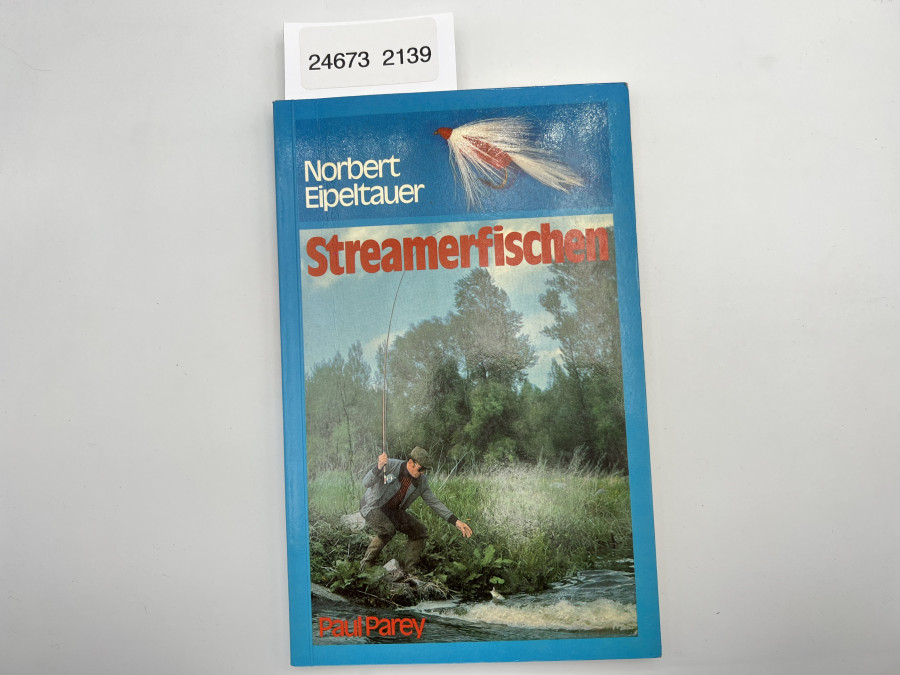 24673 2139
Norbert
Eipeltauer
Streamerfischen
Paul Parey